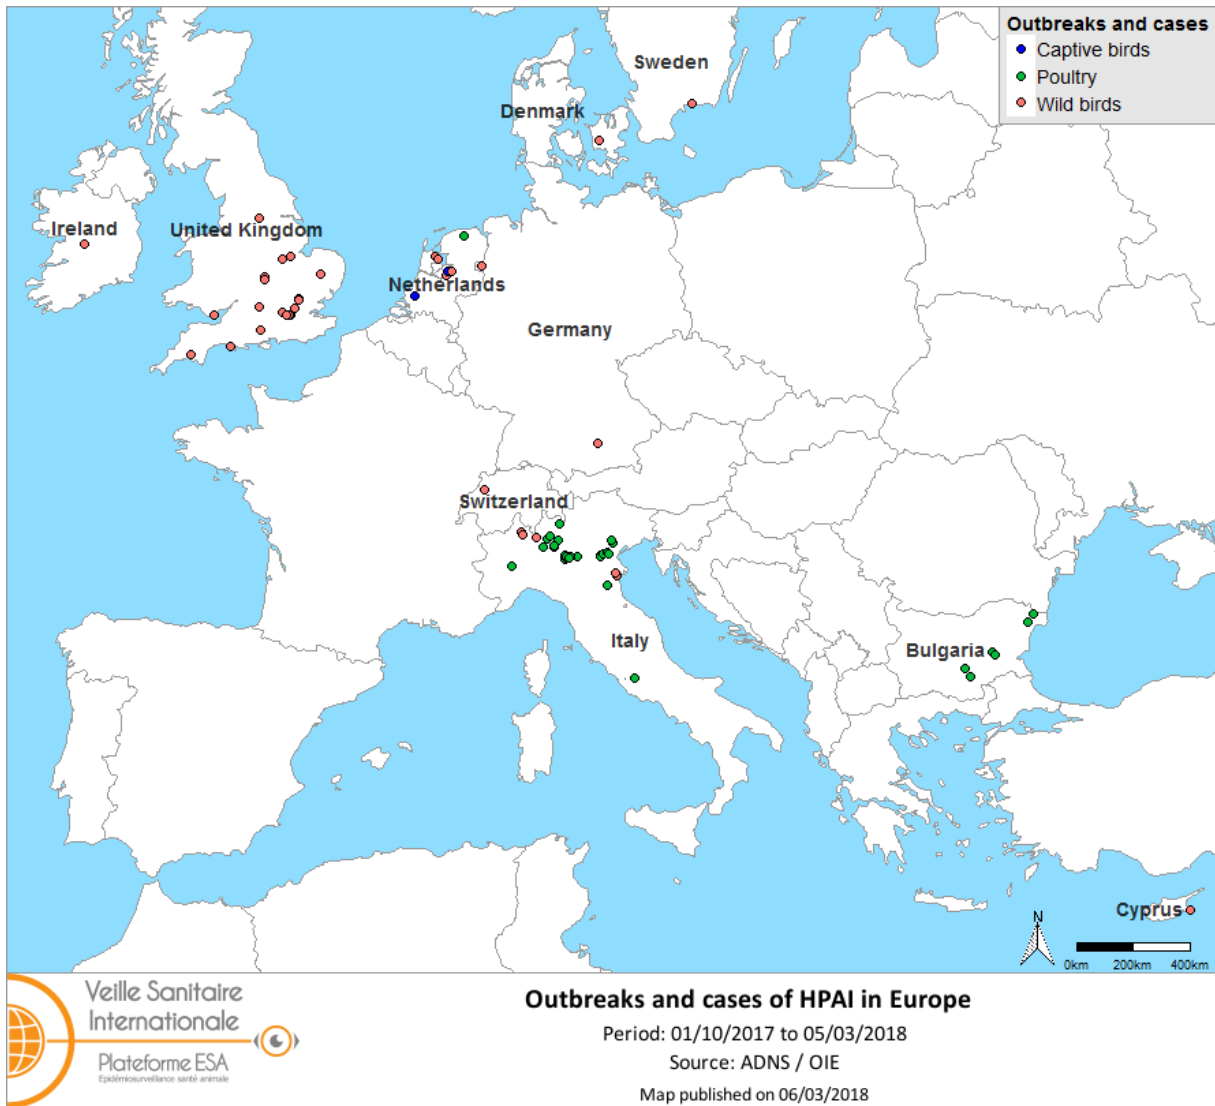 Outbreaks and cases
Captive birds
Poultry
Wild birds
Sweden
Denmark
Ireland
United Kingdom
Netherlands
Germany
Switzerland
Italy
Bulgaria
Cyprus
N
0km 200km 400km
Veille Sanitaire
Internationale
Plateforme ESA
Epidémiosurveillance santé animale
Outbreaks and cases of HPAI in Europe
Period: 01/10/2017 to 05/03/2018
Source: ADNS / OIE
Map published on 06/03/2018